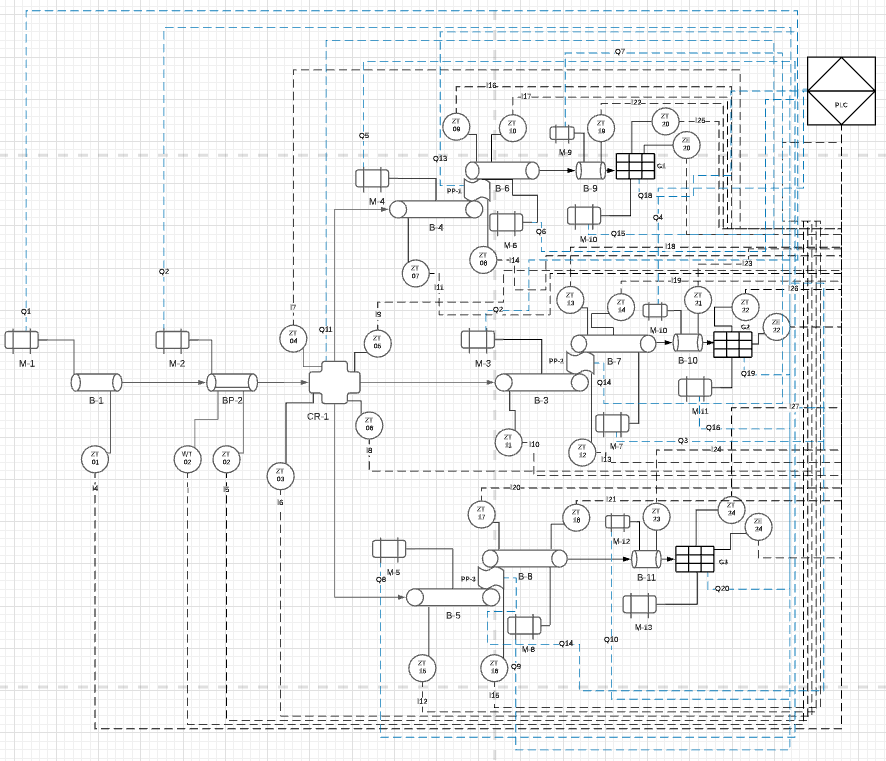 Q7
I16
I17
I22
PLC
ZT
09
ZT
10
M-9
ZT
19
ZT
20
I25
ZE
20
Q5
Q13
G1
M-4
PP-1
B-6
B-9
Q18
B-4
M-6
M-10
Q15
Q4
Q6
ZT
08
I14
I18
ZT
07
I11
I23
Q2
I19
I26
ZT
13
ZT
14
ZT
21
ZT
22
Q1
I7
I9
Q2
M-10
ZE
22
Q11
ZT
04
ZT
05
G2
M-1
M-2
M-3
PP-2
B-7
B-10
Q14
Q19
B-1
BP-2
B-3
M-11
CR-1
I27
ZT
06
M-7
Q16
ZT
11
I10
Q3
ZT
01
WT
02
ZT
02
I8
ZT
12
I13
I24
ZT
03
I4
I5
I6
I20
I21
ZT
17
ZT
18
ZT
23
ZT
24
M-12
ZE
24
M-5
G3
Q8
PP-3
B-8
B-11
Q20
B-5
M-13
M-8
Q14
Q10
ZT
15
ZT
16
Q9
I12
I15